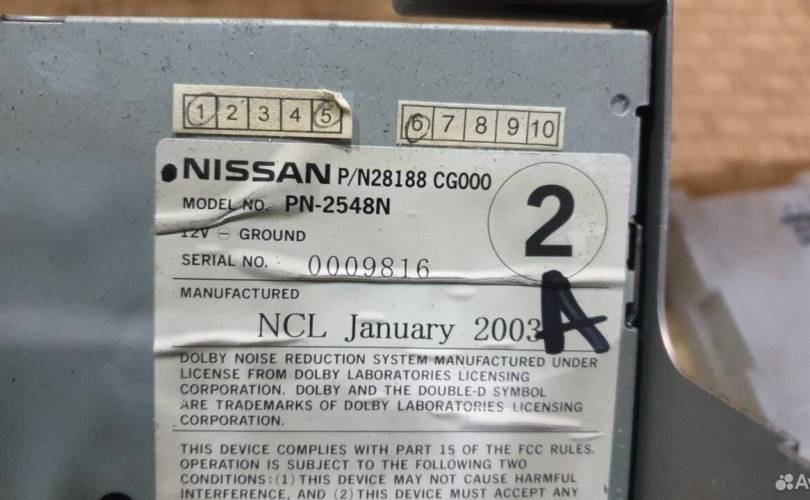 1 2 3 4 5 6 7 8 9 10
NISSAN P/N28188 CG000
MODEL NO. PN-2548N
2
12V ⊖ GROUND
SERIAL NO. 0009816
MANUFACTURED
NCL January 2003
A
DOLBY NOISE REDUCTION SYSTEM MANUFACTURED UNDER
LICENSE FROM DOLBY LABORATORIES LICENSING
CORPORATION. DOLBY AND THE DOUBLE-D SYMBOL
ARE TRADEMARKS OF DOLBY LABORATORIES LICENSING
CORPORATION.
THIS DEVICE COMPLIES WITH PART 15 OF THE FCC RULES.
OPERATION IS SUBJECT TO THE FOLLOWING TWO
CONDITIONS:(1) THIS DEVICE MAY NOT CAUSE HARMFUL
INTERFERENCE, AND (2) THIS DEVICE MUST ACCEPT ANY